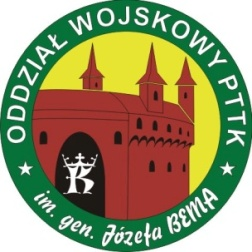 ODDZIAŁ WOJSKOWY PTTK
K
im. gen. Józefa BEMA